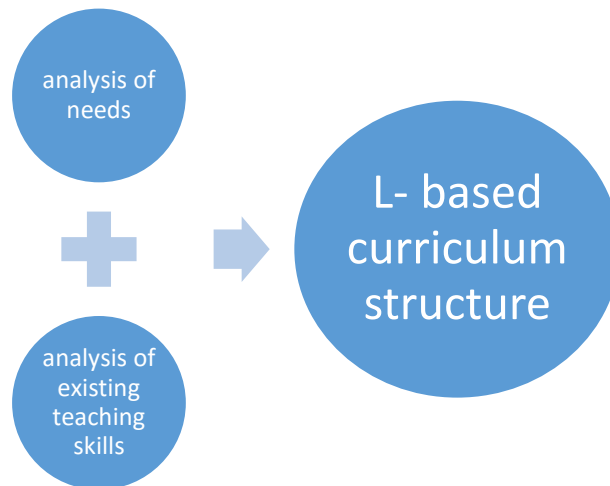 analysis of
needs
analysis of
existing
teaching
skills
L- based
curriculum
structure